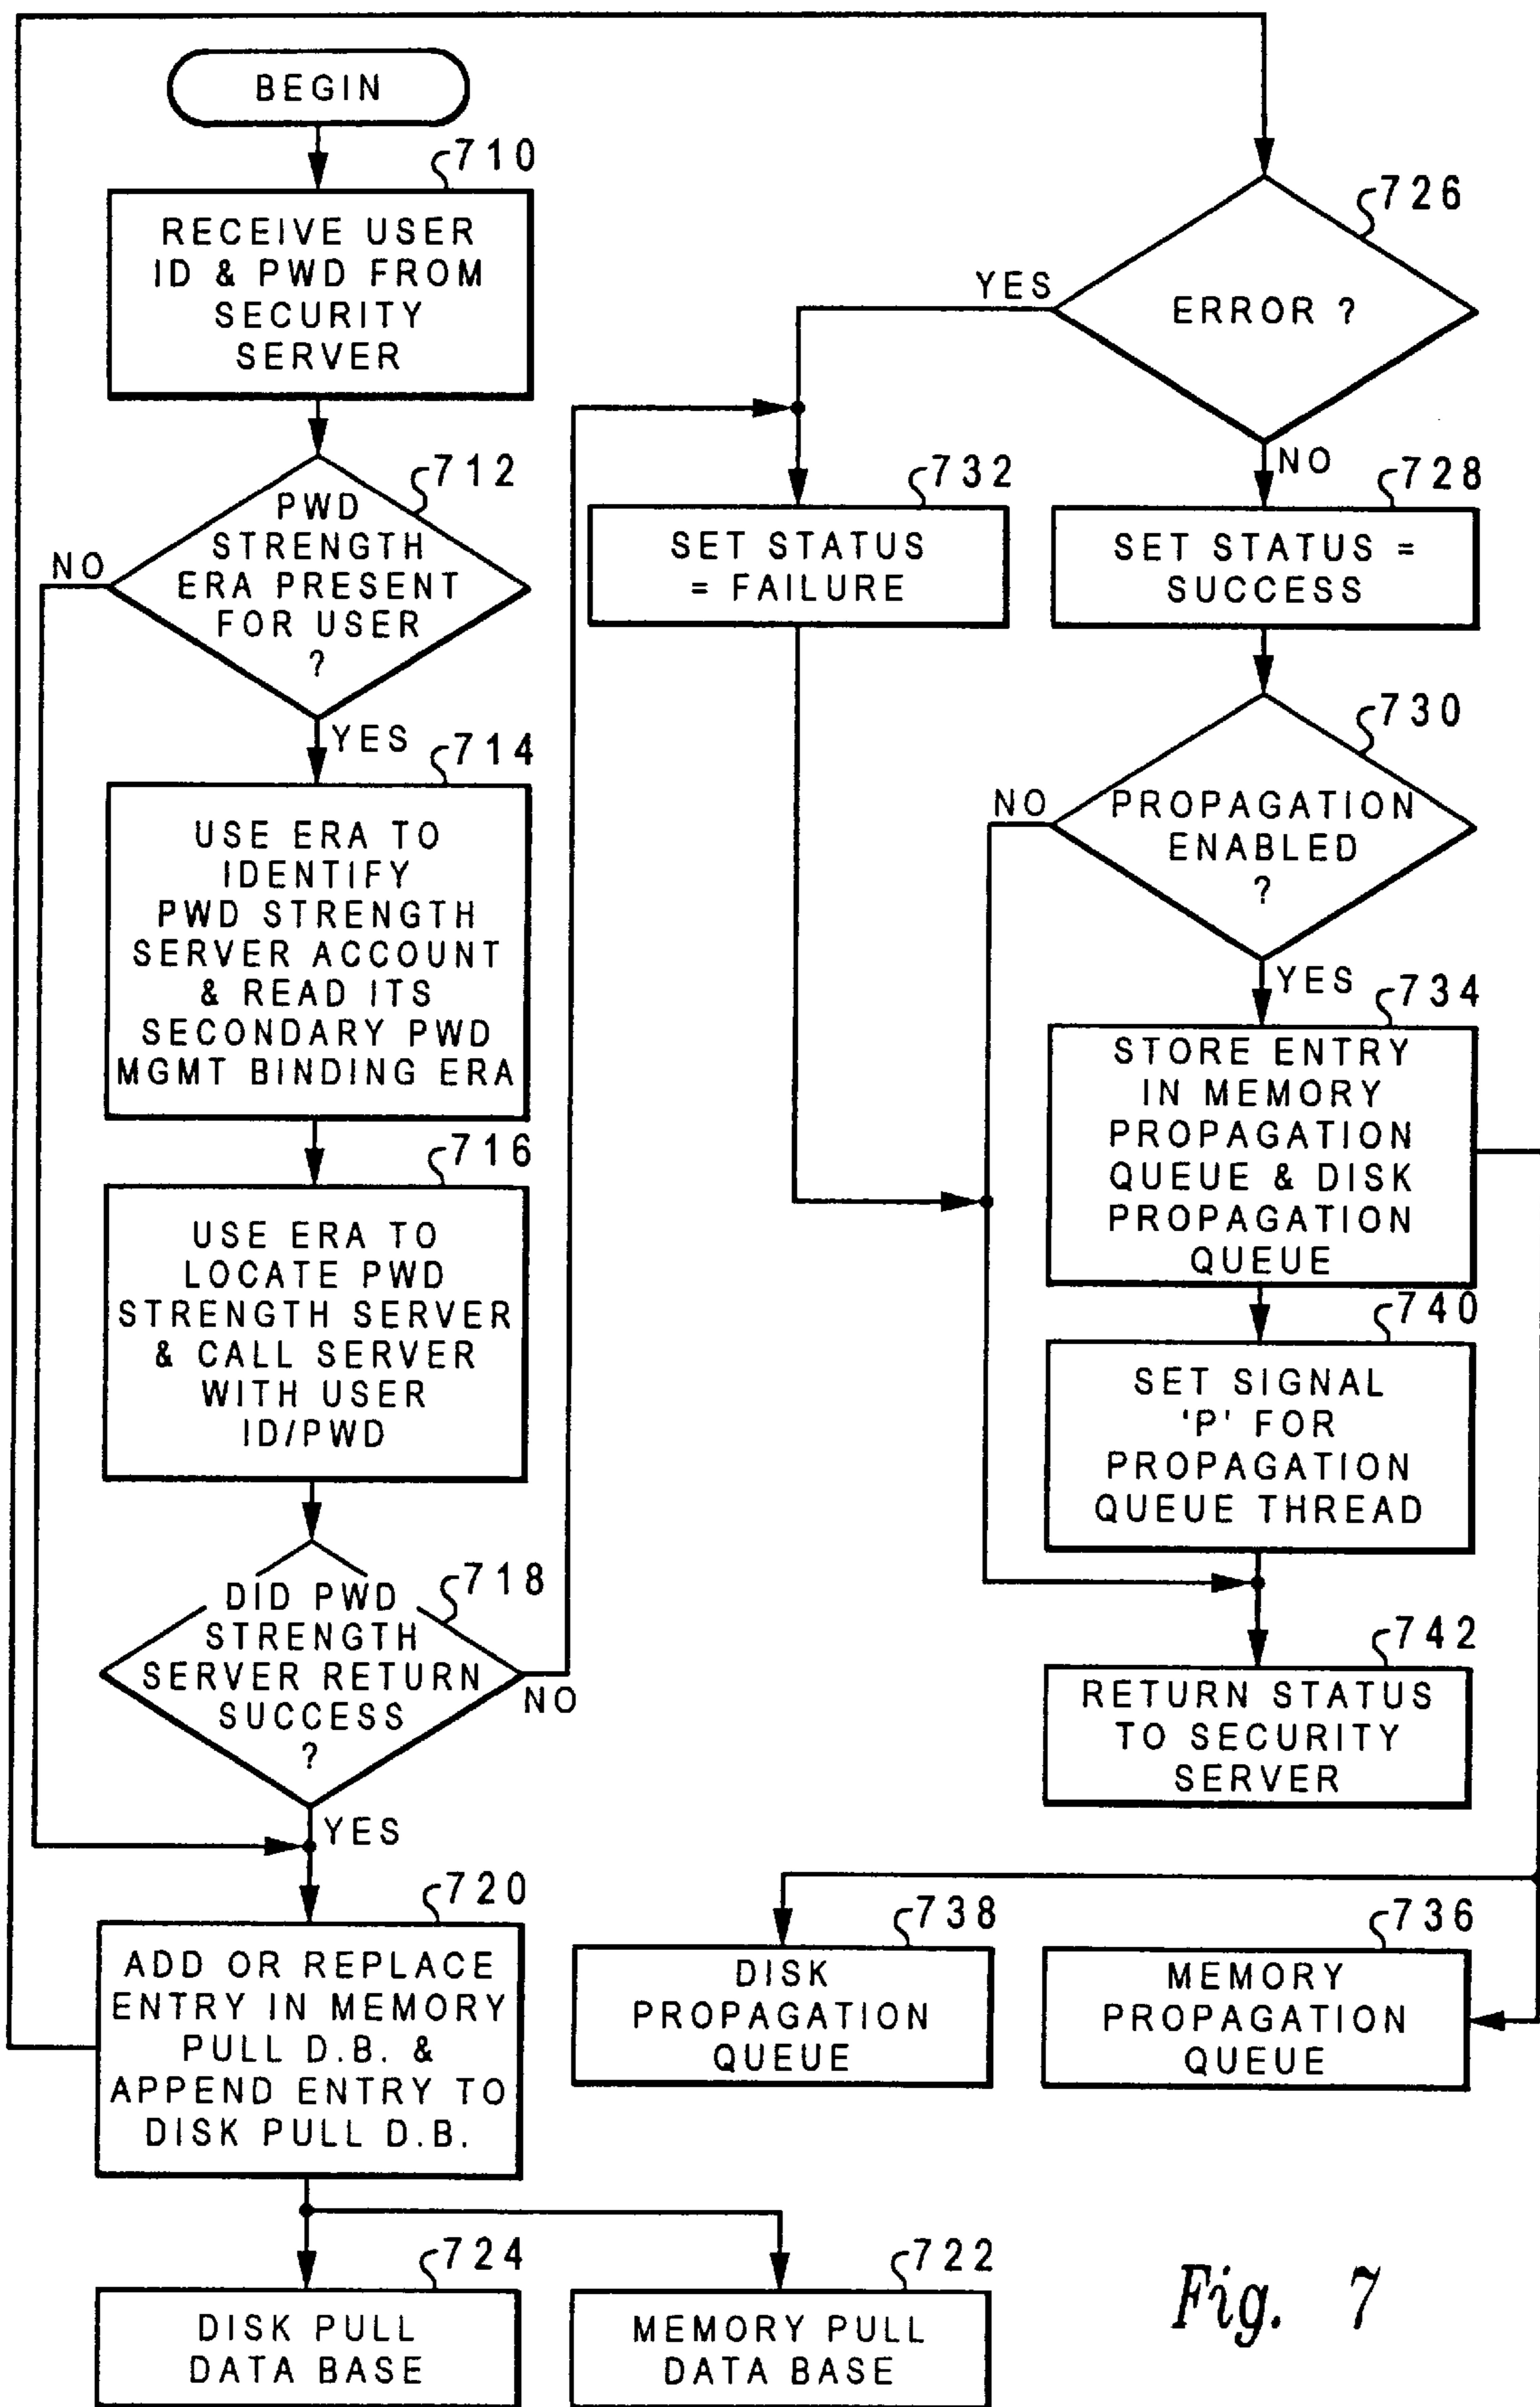 BEGIN
710
RECEIVE USER
ID & PWD FROM
SECURITY
SERVER
712
PWD
STRENGTH
ERA PRESENT
FOR USER
?
NO
YES
714
USE ERA TO
IDENTIFY
PWD STRENGTH
SERVER ACCOUNT
& READ ITS
SECONDARY PWD
MGMT BINDING ERA
716
USE ERA TO
LOCATE PWD
STRENGTH SERVER
& CALL SERVER
WITH USER
ID/PWD
718
DID PWD
STRENGTH
SERVER RETURN
SUCCESS
?
NO
YES
720
ADD OR REPLACE
ENTRY IN MEMORY
PULL D.B. &
APPEND ENTRY TO
DISK PULL D.B.
724
DISK PULL
DATA BASE
722
MEMORY PULL
DATA BASE
726
ERROR ?
YES
NO
732
SET STATUS
= FAILURE
728
SET STATUS =
SUCCESS
730
PROPAGATION
ENABLED
?
NO
YES
734
STORE ENTRY
IN MEMORY
PROPAGATION
QUEUE & DISK
PROPAGATION
QUEUE
740
SET SIGNAL
'P' FOR
PROPAGATION
QUEUE THREAD
742
RETURN STATUS
TO SECURITY
SERVER
738
DISK
PROPAGATION
QUEUE
736
MEMORY
PROPAGATION
QUEUE
Fig. 7